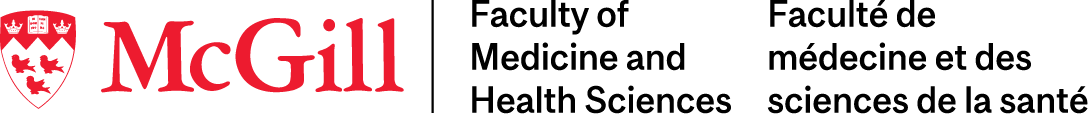 McGill
Faculty of
Medicine and
Health Sciences
Faculté de
médecine et des
sciences de la santé